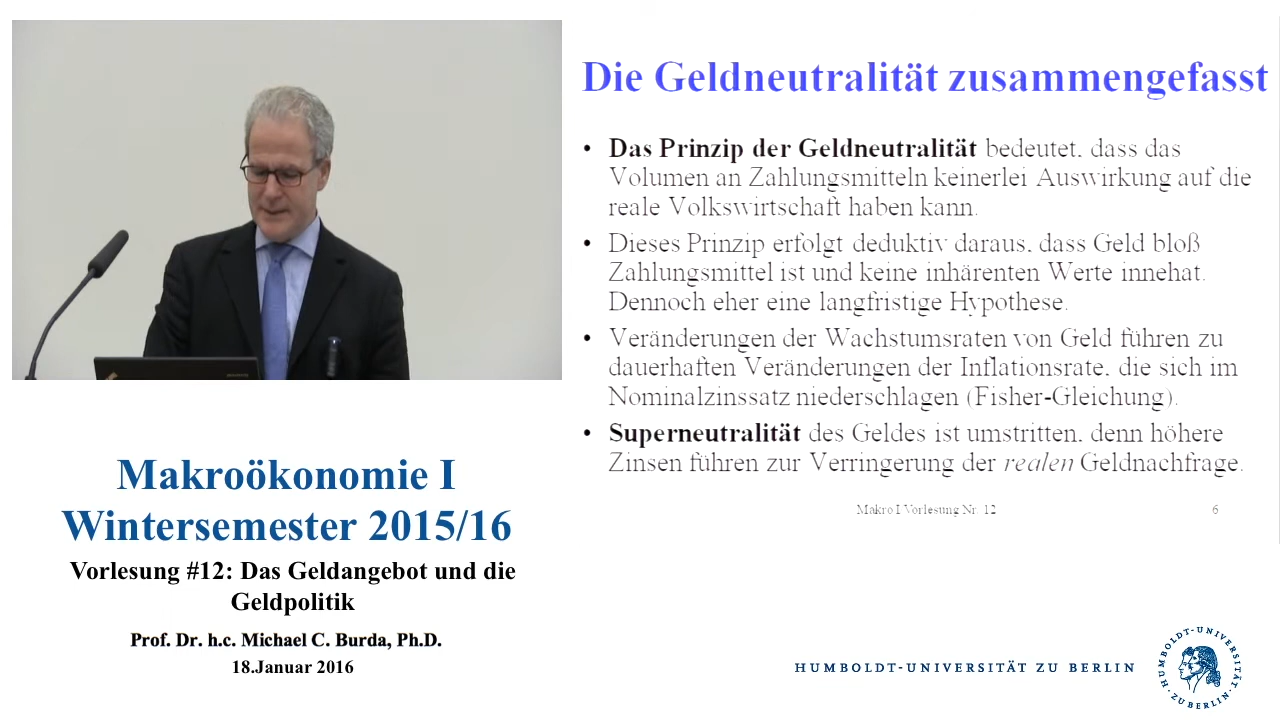 Die Geldneutralität zusammengefasst
• Das Prinzip der Geldneutralität bedeutet, dass das
Volumen an Zahlungsmitteln keinerlei Auswirkung auf die
reale Volkswirtschaft haben kann.
• Dieses Prinzip erfolgt deduktiv daraus, dass Geld bloß
Zahlungsmittel ist und keine inhärenten Werte innehat.
Dennoch eher eine langfristige Hypothese.
• Veränderungen der Wachstumsraten von Geld führen zu
dauerhaften Veränderungen der Inflationsrate, die sich im
Nominalzinssatz niederschlagen (Fisher-Gleichung).
• Superneutralität des Geldes ist umstritten, denn höhere
Zinsen führen zur Verringerung der realen Geldnachfrage.
Makro I Vorlesung Nr. 12
6
Makroökonomie I
Wintersemester 2015/16
Vorlesung #12: Das Geldangebot und die
Geldpolitik
Prof. Dr. h.c. Michael C. Burda, Ph.D.
18.Januar 2016
HUMBOLDT-UNIVERSITÄT ZU BERLIN
HUMBOLDT-UNIVERSITÄT
ZU BERLIN